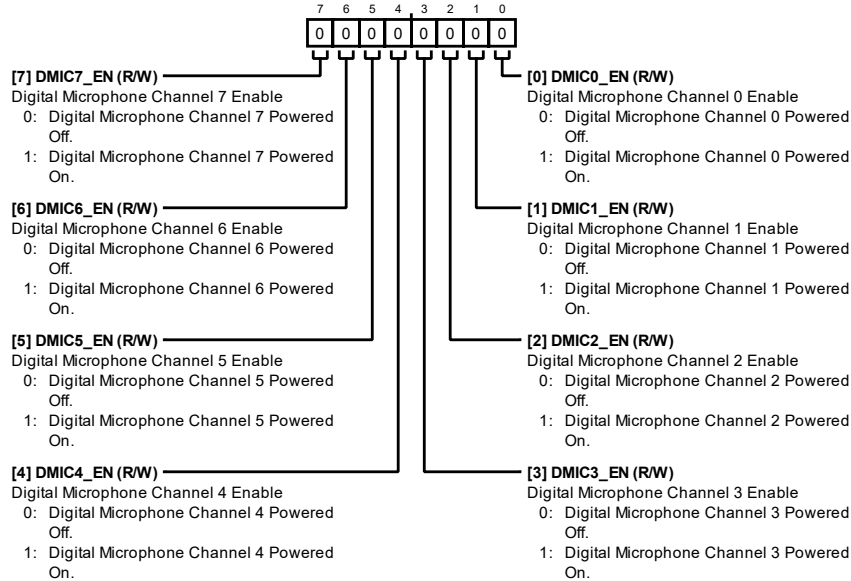 7 6 5 4 3 2 1 0
0 0 0 0 0 0 0 0
[7] DMIC7_EN (R/W)
Digital Microphone Channel 7 Enable
0: Digital Microphone Channel 7 Powered
Off.
1: Digital Microphone Channel 7 Powered
On.
[6] DMIC6_EN (R/W)
Digital Microphone Channel 6 Enable
0: Digital Microphone Channel 6 Powered
Off.
1: Digital Microphone Channel 6 Powered
On.
[5] DMIC5_EN (R/W)
Digital Microphone Channel 5 Enable
0: Digital Microphone Channel 5 Powered
Off.
1: Digital Microphone Channel 5 Powered
On.
[4] DMIC4_EN (R/W)
Digital Microphone Channel 4 Enable
0: Digital Microphone Channel 4 Powered
Off.
1: Digital Microphone Channel 4 Powered
On.
[0] DMIC0_EN (R/W)
Digital Microphone Channel 0 Enable
0: Digital Microphone Channel 0 Powered
Off.
1: Digital Microphone Channel 0 Powered
On.
[1] DMIC1_EN (R/W)
Digital Microphone Channel 1 Enable
0: Digital Microphone Channel 1 Powered
Off.
1: Digital Microphone Channel 1 Powered
On.
[2] DMIC2_EN (R/W)
Digital Microphone Channel 2 Enable
0: Digital Microphone Channel 2 Powered
Off.
1: Digital Microphone Channel 2 Powered
On.
[3] DMIC3_EN (R/W)
Digital Microphone Channel 3 Enable
0: Digital Microphone Channel 3 Powered
Off.
1: Digital Microphone Channel 3 Powered
On.